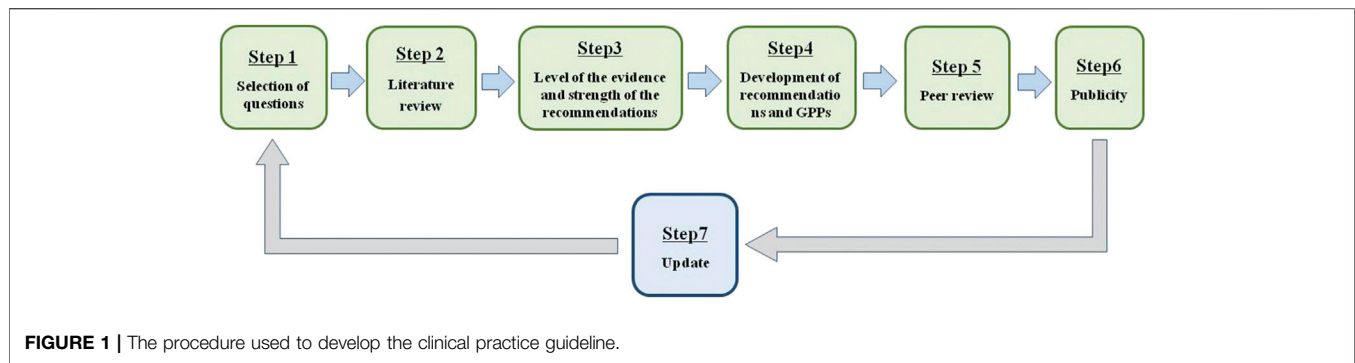 Step 1
Selection of
questions
Step 2
Literature
review
Step3
Level of the evidence
and strength of the
recommendations
Step4
Development of
recommendatio
ns and GPPs
Step 5
Peer review
Step6
Publicity
Step7
Update
FIGURE 1 | The procedure used to develop the clinical practice guideline.